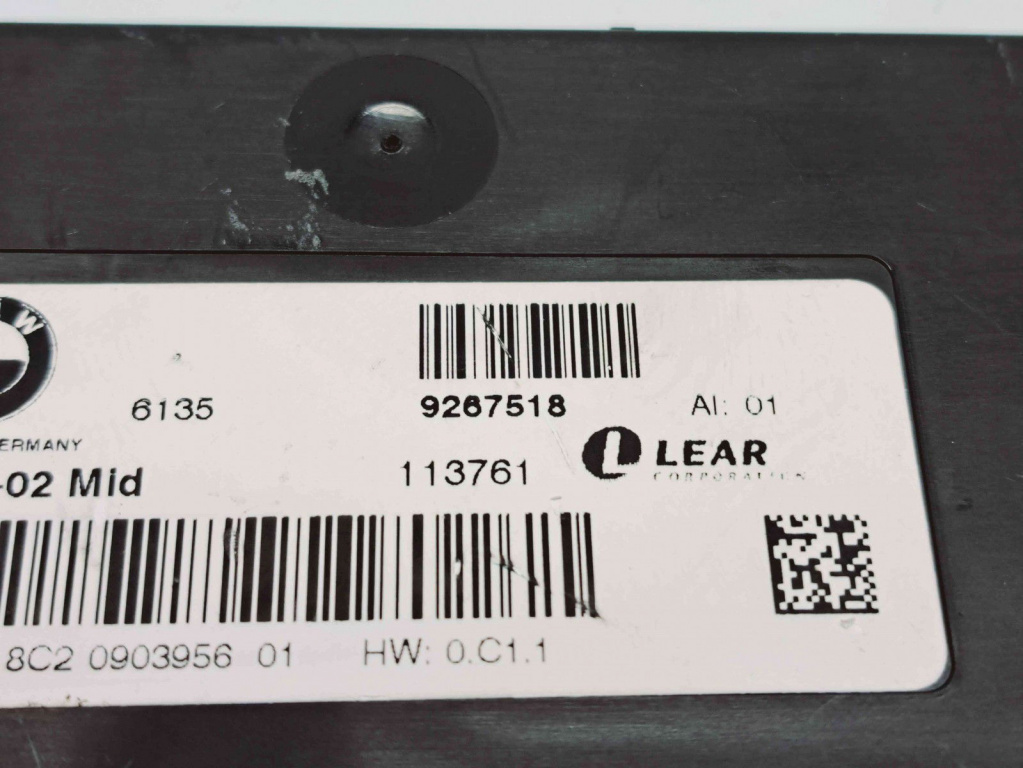 W
6135
9267518
AI: 01
ERMANY
-02 Mid
113761
LEAR
CORPORATION
8C2 0903956 01
HW: 0.C1.1